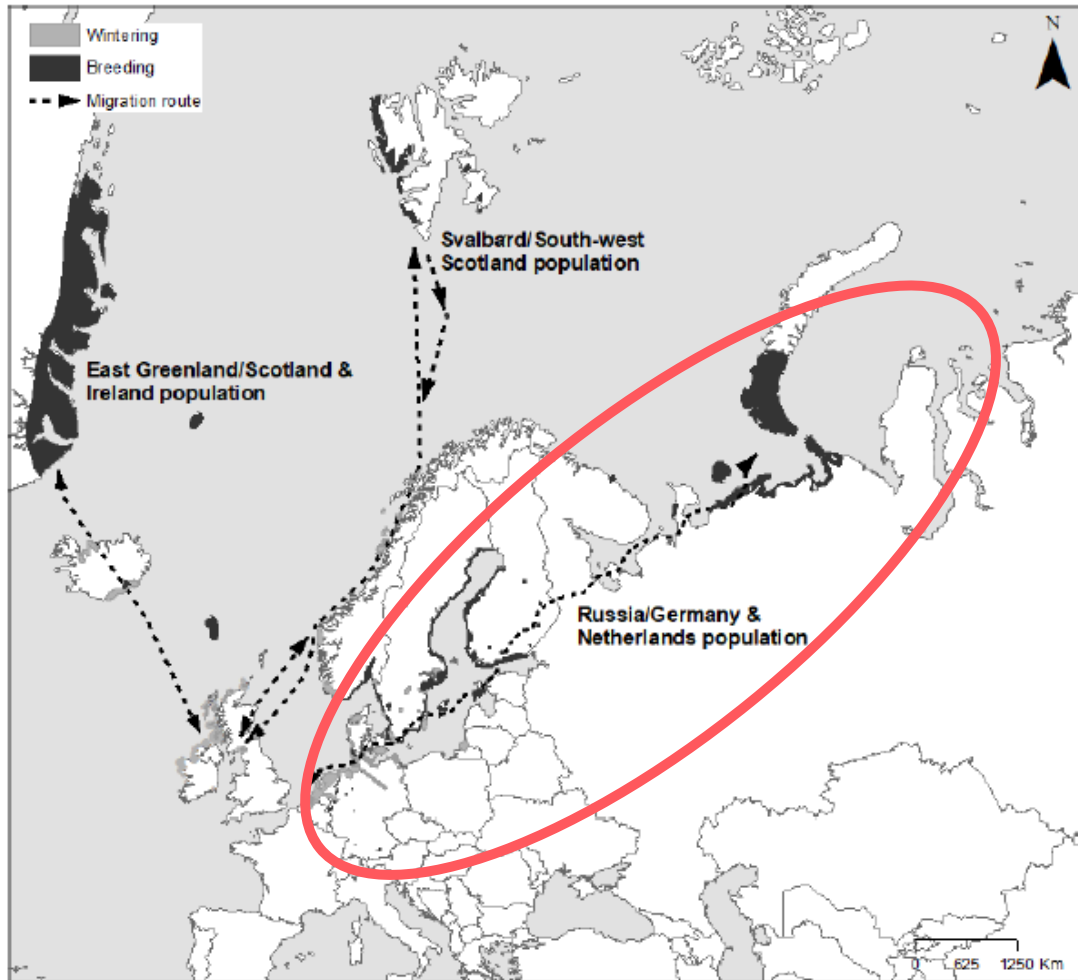 Wintering
Breeding
Migration route
N
Svalbard/South-west
Scotland population
East Greenland/Scotland &
Ireland population
Russia/Germany &
Netherlands population
0 625 1250 Km